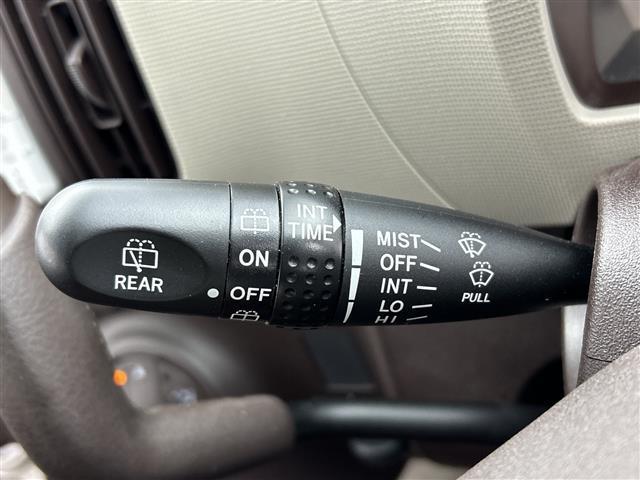 REAR
ON
OFF
INT
TIME
MIST
OFF
INT
LO
HI
PULL